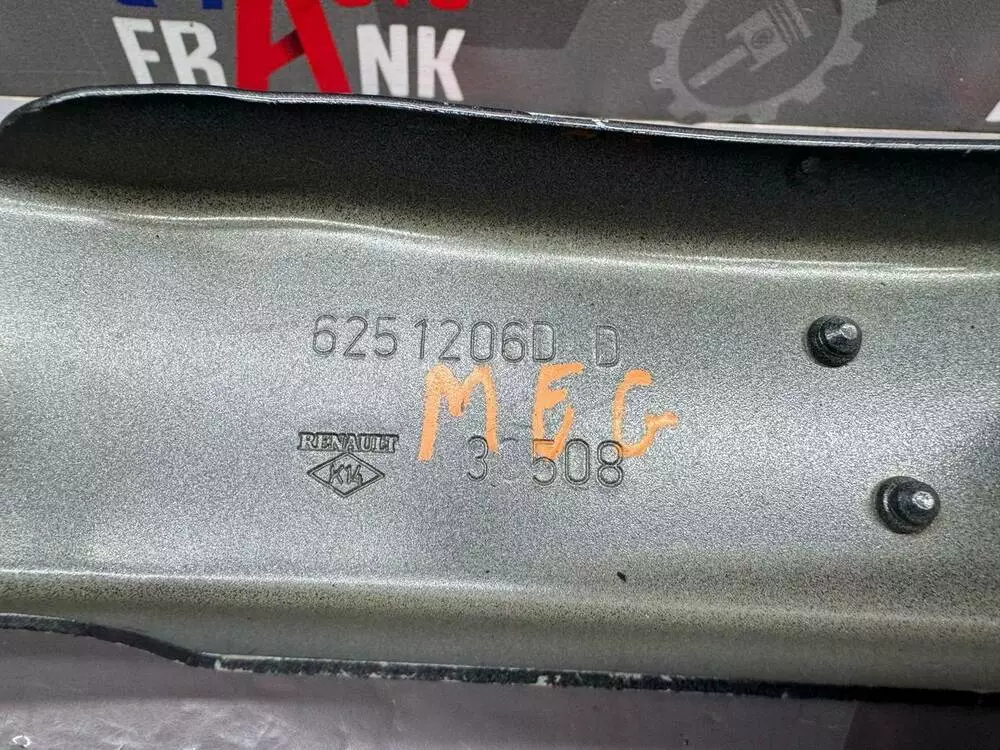 FRANK
6251206D D
MEG
RENAULT
K14
508